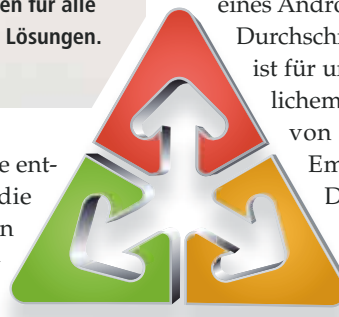 en für alle
Lösungen.
e ent-
die
n
eines Andro
Durchschn
ist für un
lichem
von
Em
D